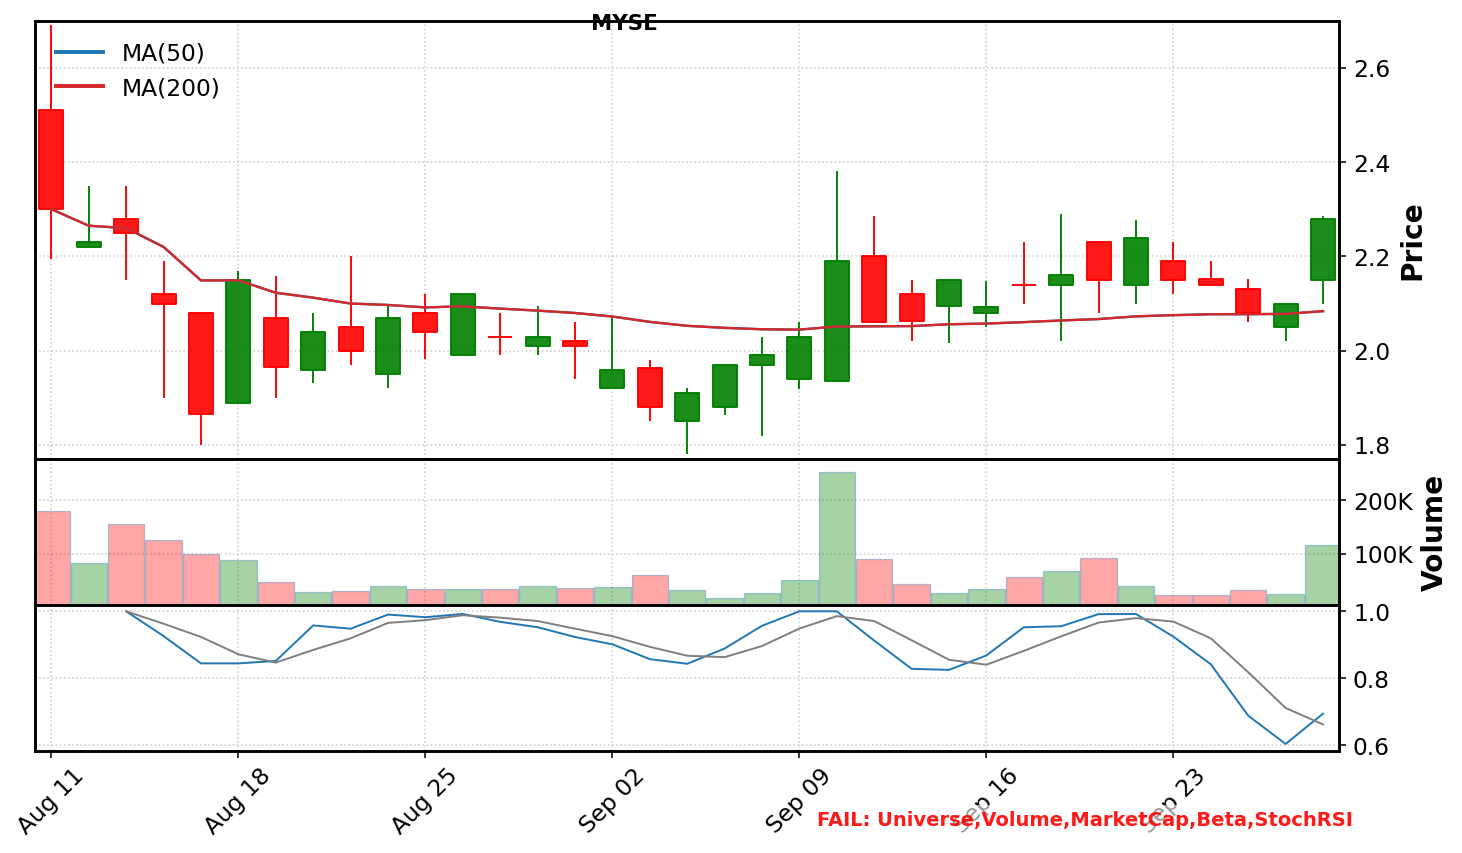 MYSE
MA(50)
MA(200)
2.6
2.4
2.2
2.0
1.8
Price
200K
100K
Volume
1.0
0.8
0.6
Aug 11
Aug 18
Aug 25
Sep 02
Sep 09
Sep 16
Sep 23
FAIL: Universe,Volume,MarketCap,Beta,StochRSI